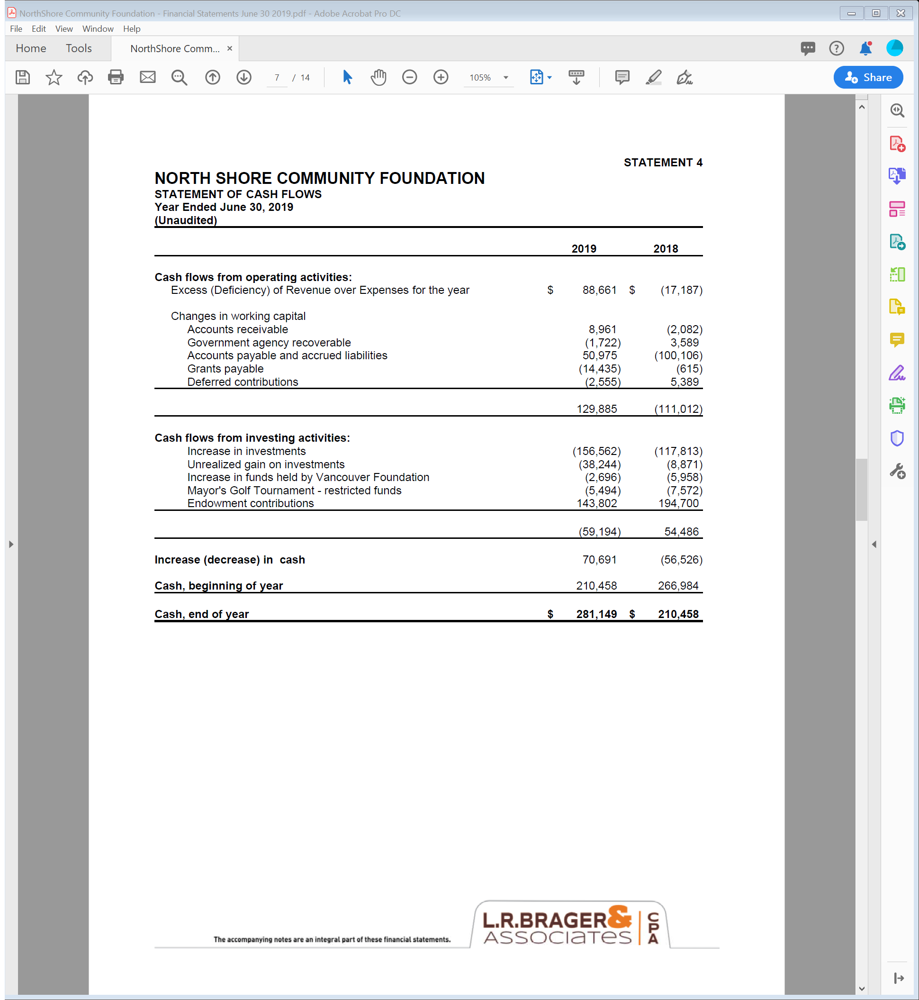 NorthShore Community Foundation - Financial Statements June 30 2019.pdf - Adobe Acrobat Pro DC
File Edit View Window Help
Home Tools NorthShore Comm... ×
7 / 14 105% Share
STATEMENT 4
NORTH SHORE COMMUNITY FOUNDATION
STATEMENT OF CASH FLOWS
Year Ended June 30, 2019
(Unaudited)
2019 2018
Cash flows from operating activities:
Excess (Deficiency) of Revenue over Expenses for the year $ 88,661 $ (17,187)
Changes in working capital
Accounts receivable 8,961 (2,082)
Government agency recoverable (1,722) 3,589
Accounts payable and accrued liabilities 50,975 (100,106)
Grants payable (14,435) (615)
Deferred contributions (2,555) 5,389
129,885 (111,012)
Cash flows from investing activities:
Increase in investments (156,562) (117,813)
Unrealized gain on investments (38,244) (8,871)
Increase in funds held by Vancouver Foundation (2,696) (5,958)
Mayor's Golf Tournament - restricted funds (5,494) (7,572)
Endowment contributions 143,802 194,700
(59,194) 54,486
Increase (decrease) in cash 70,691 (56,526)
Cash, beginning of year 210,458 266,984
Cash, end of year $ 281,149 $ 210,458
The accompanying notes are an integral part of these financial statements.
L.R.BRAGER&
ASSOCIATES
CPA